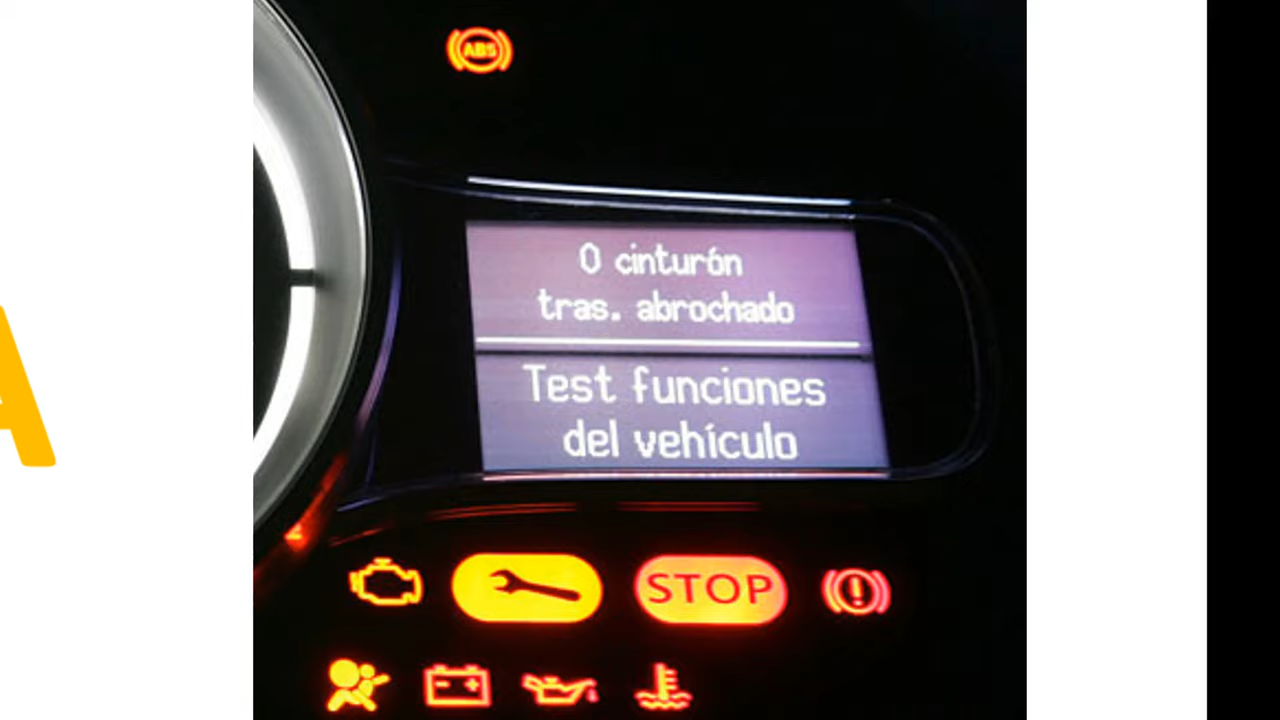 ABS
0 cinturón
tras. abrochado
Test funciones
del vehículo
STOP
A